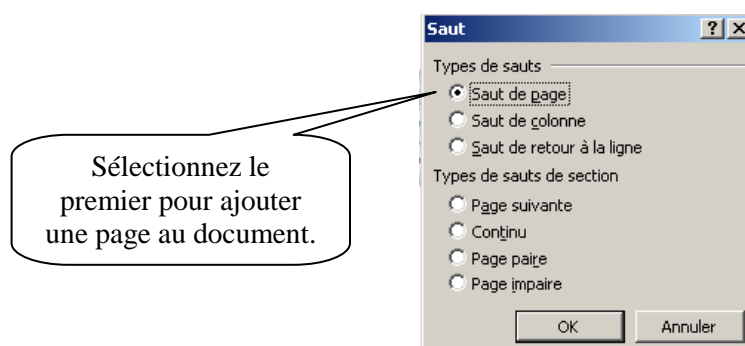 Saut
Types de sauts
Saut de page
Saut de colonne
Saut de retour à la ligne
Types de sauts de section
Page suivante
Continu
Page paire
Page impaire
OK Annuler
Sélectionnez le
premier pour ajouter
une page au document.